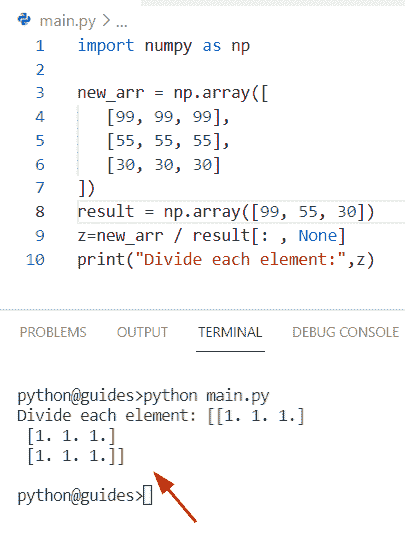 main.py > ...
1 import numpy as np
2
3 new_arr = np.array([
4 [99, 99, 99],
5 [55, 55, 55],
6 [30, 30, 30]
7 ])
8 result = np.array([99, 55, 30])
9 z=new_arr / result[: , None]
10 print("Divide each element:",z)
PROBLEMS OUTPUT TERMINAL DEBUG CONSOLE
python@guides>python main.py
Divide each element: [[1. 1. 1.]
[1. 1. 1.]
[1. 1. 1.]]
python@guides>